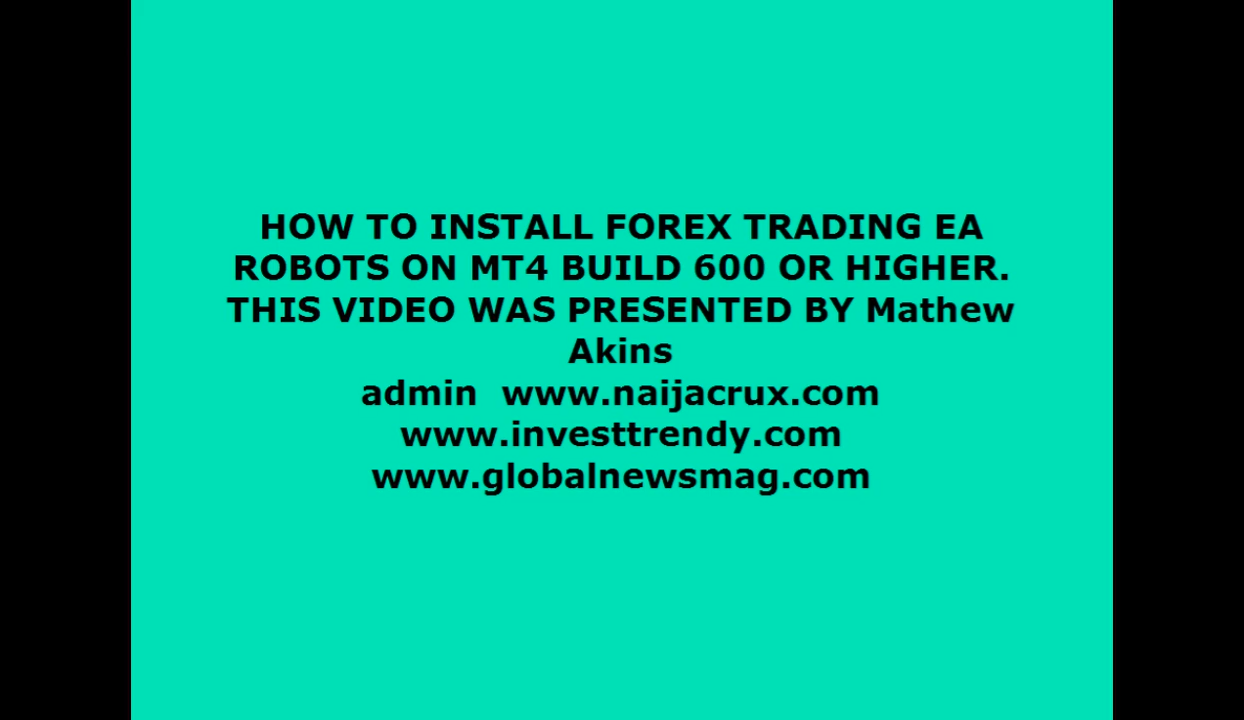 HOW TO INSTALL FOREX TRADING EA
ROBOTS ON MT4 BUILD 600 OR HIGHER.
THIS VIDEO WAS PRESENTED BY Mathew
Akins
admin  www.naijacrux.com
www.investtrendy.com
www.globalnewsmag.com